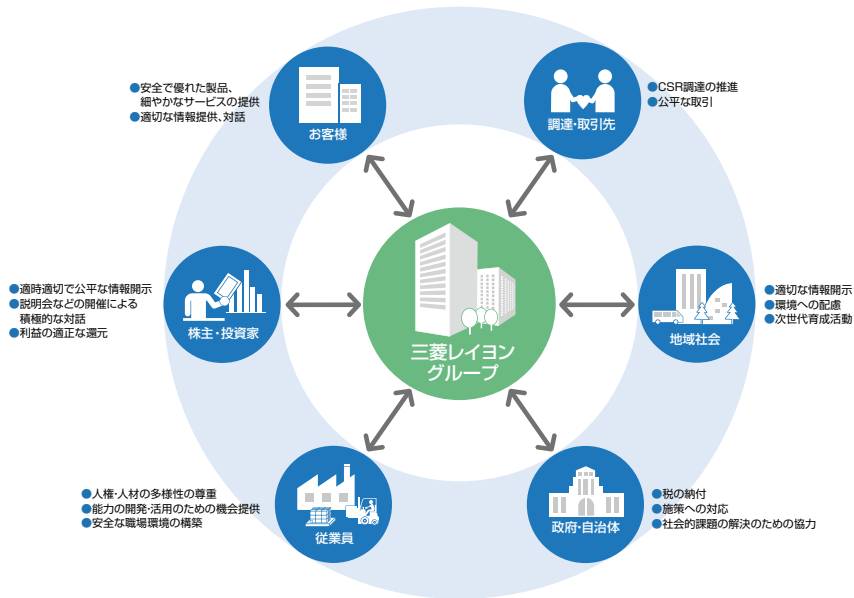 ●安全で優れた製品、
細やかなサービスの提供
●適切な情報提供、対話
お客様
●CSR調達の推進
●公平な取引
調達・取引先
●適時適切で公平な情報開示
●説明会などの開催による
積極的な対話
●利益の適正な還元
株主・投資家
三菱レイヨン
グループ
●適切な情報開示
●環境への配慮
●次世代育成活動
地域社会
●人権・人材の多様性の尊重
●能力の開発・活用のための機会提供
●安全な職場環境の構築
従業員
●税の納付
●施策への対応
●社会的課題の解決のための協力
政府・自治体